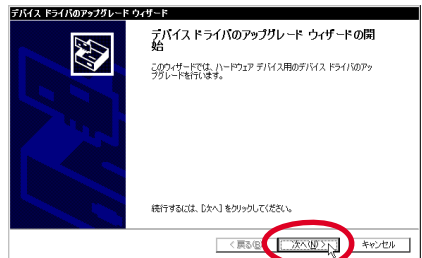 デバイス ドライバのアップグレード ウィザード
デバイス ドライバのアップグレード ウィザードの開
始
このウィザードでは、ハードウェア デバイス用のデバイス ドライバのアッ
プグレードを行います。
続行するには、[次へ] をクリックしてください。
< 戻る(B) 次へ(N) > キャンセル